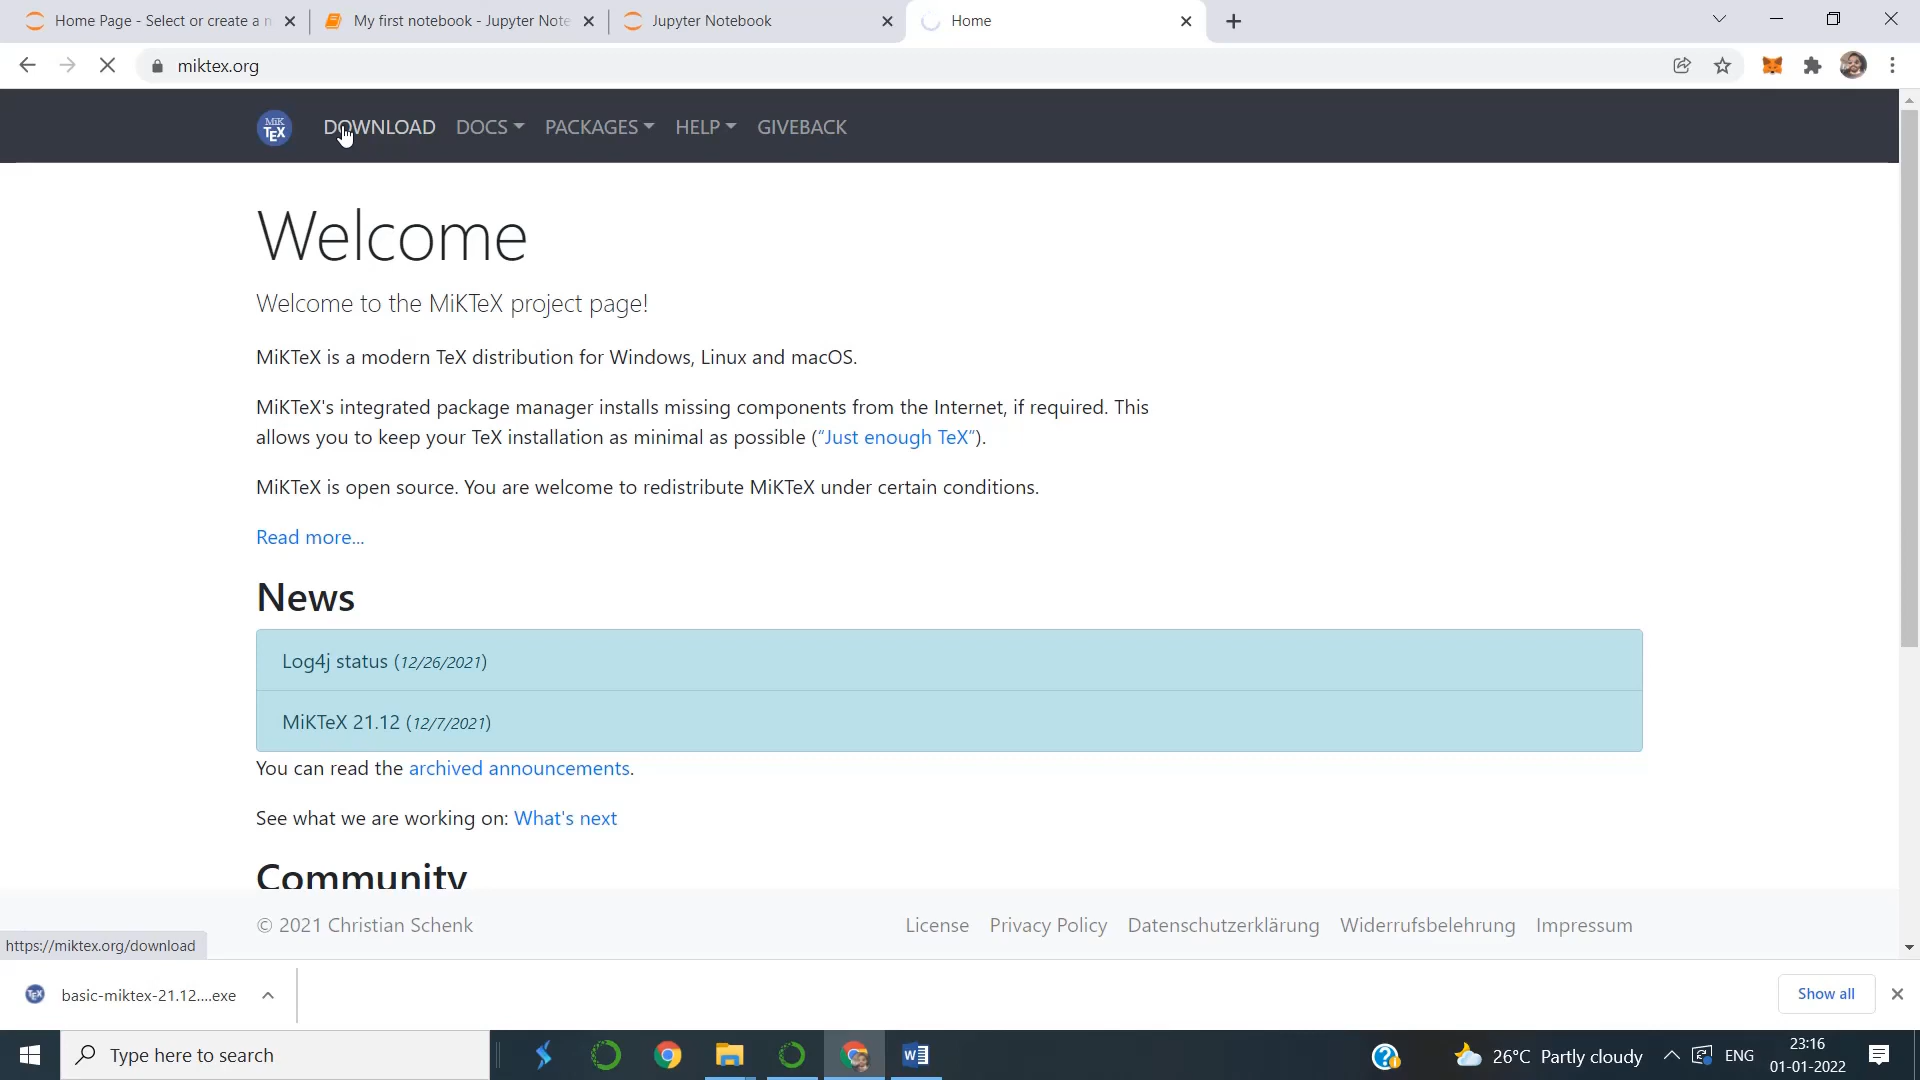 Home Page - Select or create a n
My first notebook - Jupyter Note
Jupyter Notebook
Home
miktex.org
MiK
TEX
DOWNLOAD
DOCS
PACKAGES
HELP
GIVEBACK
Welcome
Welcome to the MiKTeX project page!
MiKTeX is a modern TeX distribution for Windows, Linux and macOS.
MiKTeX's integrated package manager installs missing components from the Internet, if required. This
allows you to keep your TeX installation as minimal as possible (“Just enough TeX”).
MiKTeX is open source. You are welcome to redistribute MiKTeX under certain conditions.
Read more...
News
Log4j status (12/26/2021)
MiKTeX 21.12 (12/7/2021)
You can read the archived announcements.
See what we are working on: What's next
Community
© 2021 Christian Schenk
License
Privacy Policy
Datenschutzerklärung
Widerrufsbelehrung
Impressum
https://miktex.org/download
basic-miktex-21.12....exe
Show all
Type here to search
26°C Partly cloudy
ENG
23:16
01-01-2022